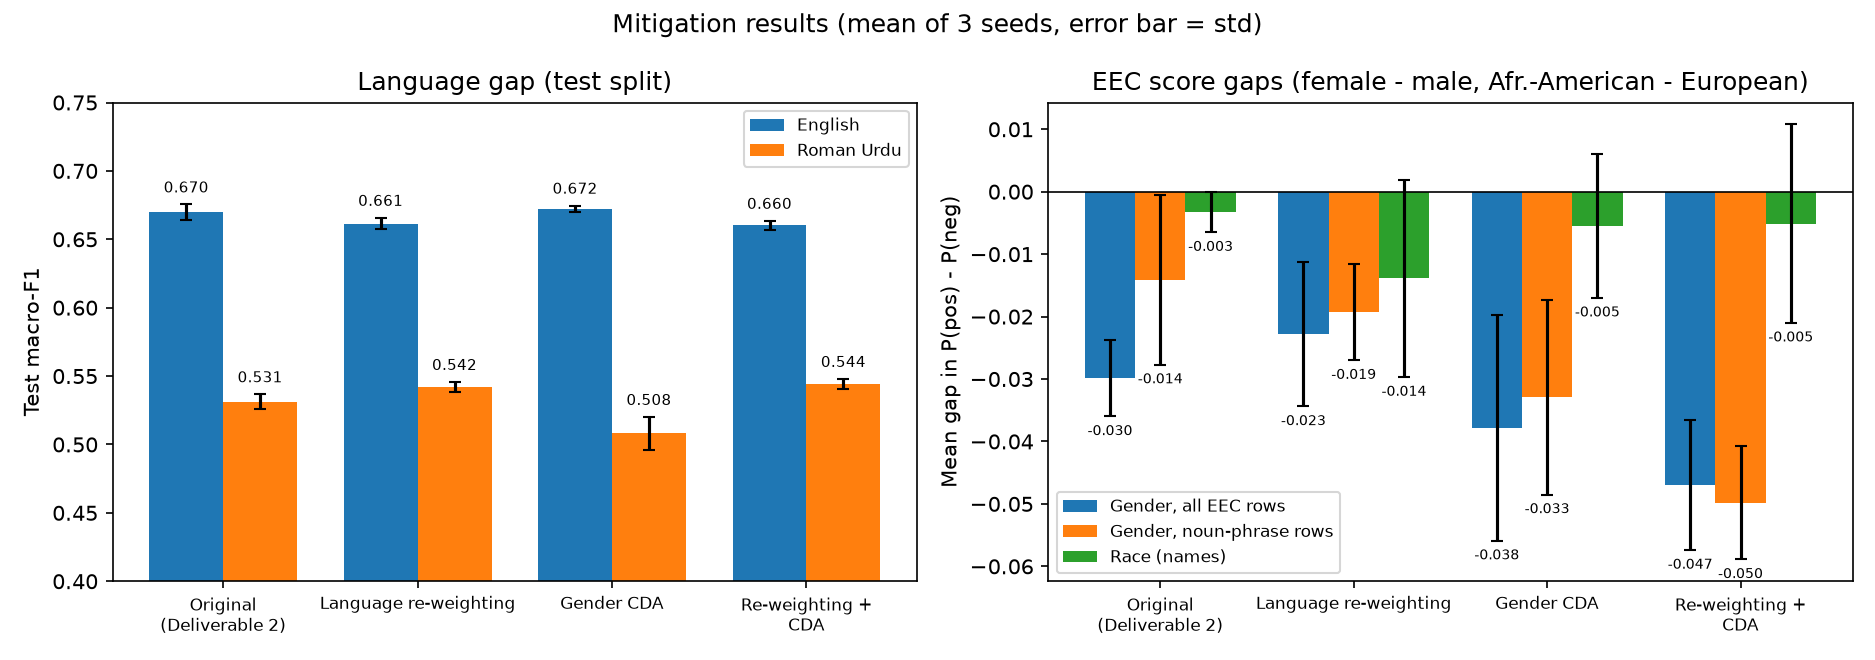 Mitigation results (mean of 3 seeds, error bar = std)
Language gap (test split)
Test macro-F1
0.75
0.70
0.65
0.60
0.55
0.50
0.45
0.40
English
Roman Urdu
0.670
0.531
0.661
0.542
0.672
0.508
0.660
0.544
Original
(Deliverable 2)
Language re-weighting
Gender CDA
Re-weighting +
CDA
EEC score gaps (female - male, Afr.-American - European)
Mean gap in P(pos) - P(neg)
0.01
0.00
−0.01
−0.02
−0.03
−0.04
−0.05
−0.06
-0.030
-0.014
-0.003
-0.023
-0.019
-0.014
-0.038
-0.033
-0.005
-0.047
-0.050
-0.005
Gender, all EEC rows
Gender, noun-phrase rows
Race (names)
Original
(Deliverable 2)
Language re-weighting
Gender CDA
Re-weighting +
CDA